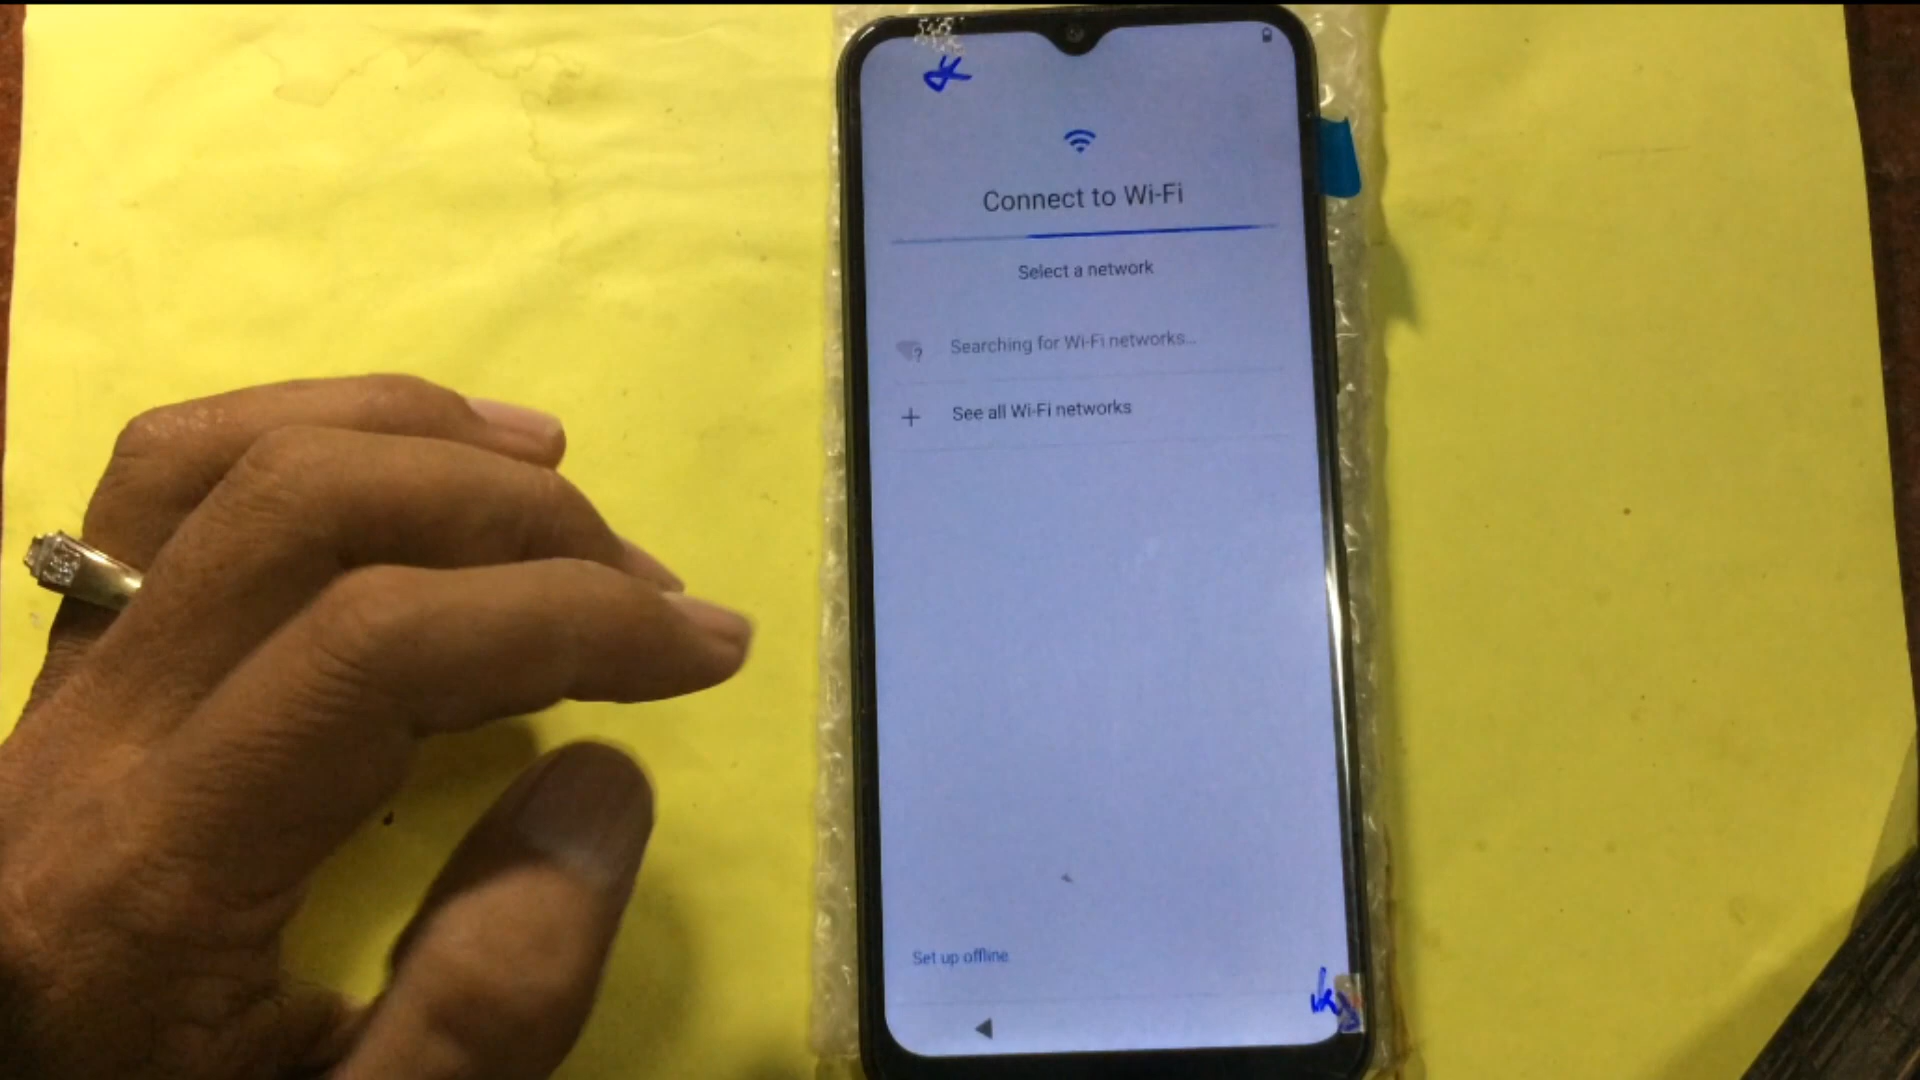 Connect to Wi-Fi
Select a network
Searching for Wi-Fi networks...
See all Wi-Fi networks
Set up offline